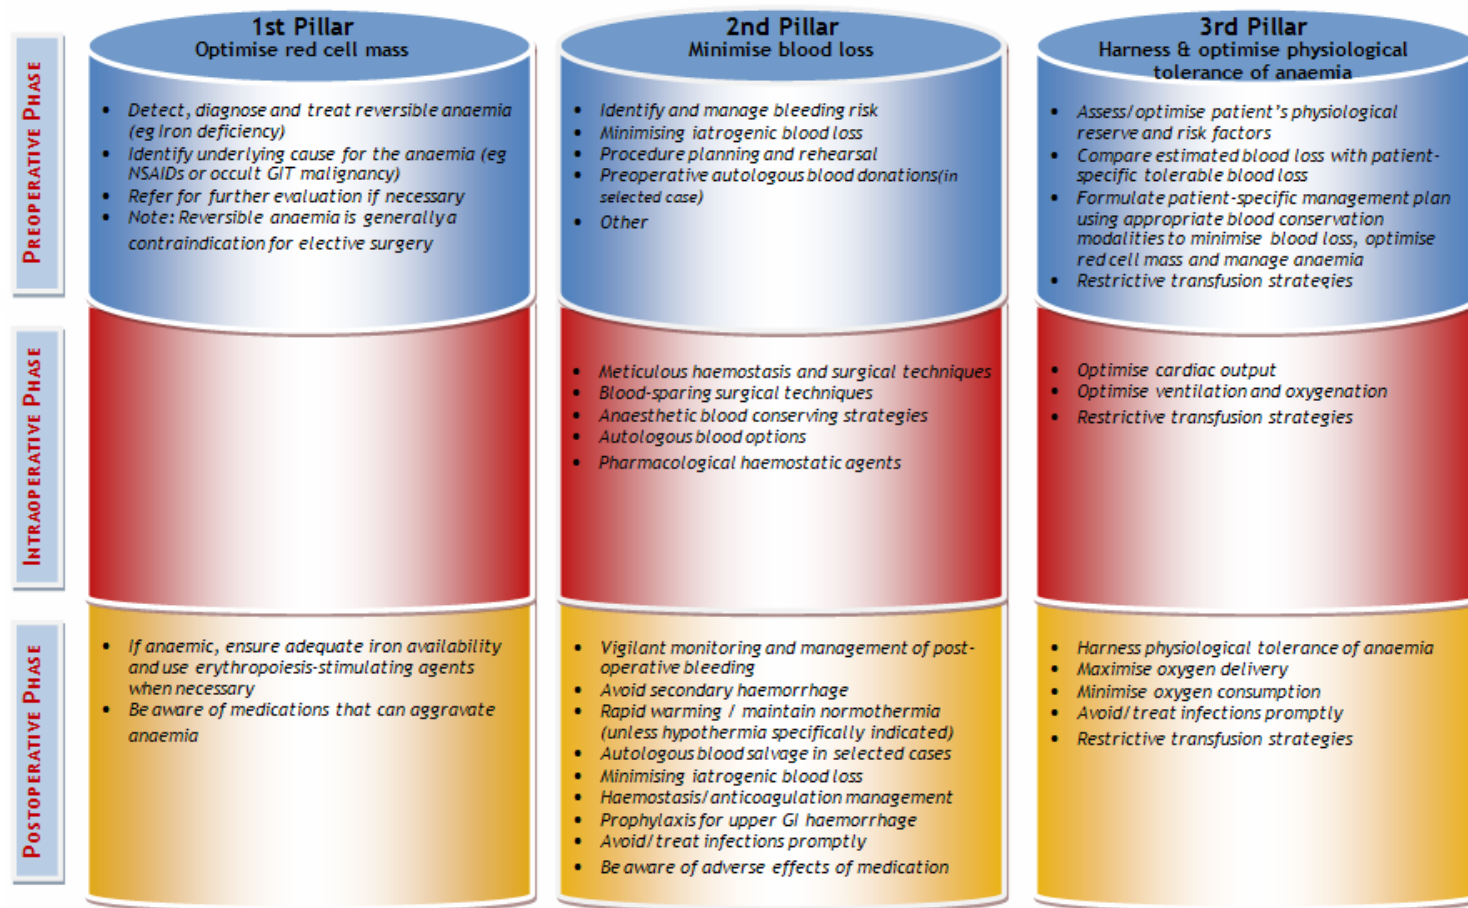 1st Pillar
Optimise red cell mass
2nd Pillar
Minimise blood loss
3rd Pillar
Harness & optimise physiological
tolerance of anaemia
PREOPERATIVE PHASE
• Detect, diagnose and treat reversible anaemia
(eg Iron deficiency)
• Identify underlying cause for the anaemia (eg
NSAIDs or occult GIT malignancy)
• Refer for further evaluation if necessary
• Note: Reversible anaemia is generally a
contraindication for elective surgery
• Identify and manage bleeding risk
• Minimising iatrogenic blood loss
• Procedure planning and rehearsal
• Preoperative autologous blood donations(in
selected case)
• Other
• Assess/optimise patient's physiological
reserve and risk factors
• Compare estimated blood loss with patient-
specific tolerable blood loss
• Formulate patient-specific management plan
using appropriate blood conservation
modalities to minimise blood loss, optimise
red cell mass and manage anaemia
• Restrictive transfusion strategies
INTRAOPERATIVE PHASE
• Meticulous haemostasis and surgical techniques
• Blood-sparing surgical techniques
• Anaesthetic blood conserving strategies
• Autologous blood options
• Pharmacological haemostatic agents
• Optimise cardiac output
• Optimise ventilation and oxygenation
• Restrictive transfusion strategies
POSTOPERATIVE PHASE
• If anaemic, ensure adequate iron availability
and use erythropoiesis-stimulating agents
when necessary
• Be aware of medications that can aggravate
anaemia
• Vigilant monitoring and management of post-
operative bleeding
• Avoid secondary haemorrhage
• Rapid warming / maintain normothermia
(unless hypothermia specifically indicated)
• Autologous blood salvage in selected cases
• Minimising iatrogenic blood loss
• Haemostasis/anticoagulation management
• Prophylaxis for upper GI haemorrhage
• Avoid/treat infections promptly
• Be aware of adverse effects of medication
• Harness physiological tolerance of anaemia
• Maximise oxygen delivery
• Minimise oxygen consumption
• Avoid/treat infections promptly
• Restrictive transfusion strategies